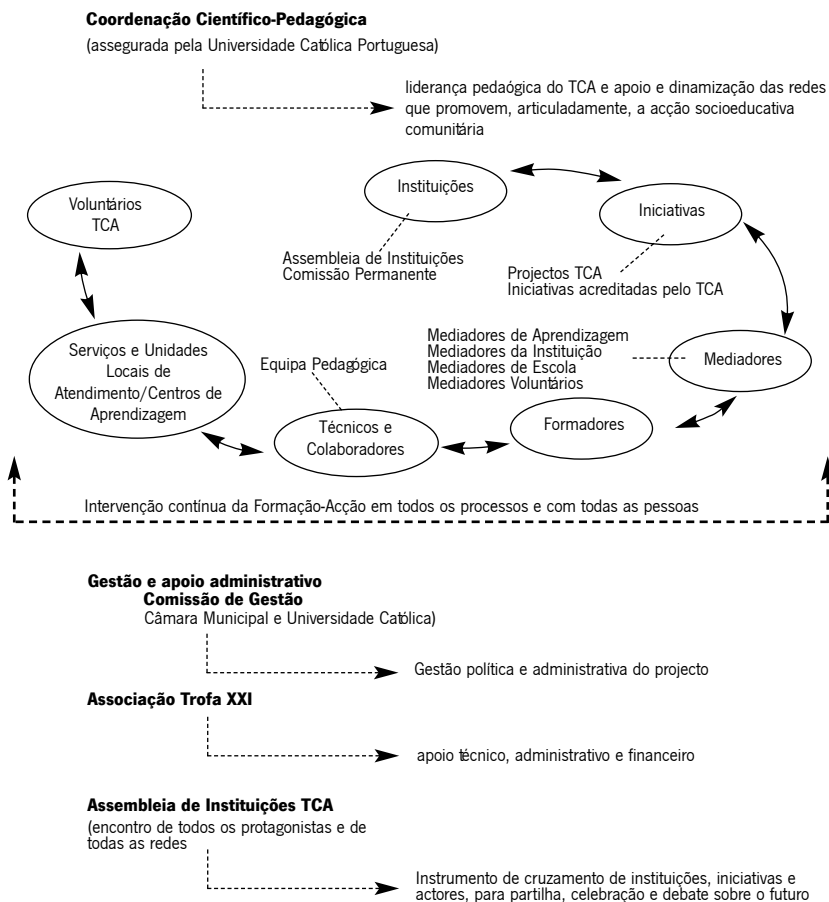 Coordenação Científico-Pedagógica
(assegurada pela Universidade Católica Portuguesa)
liderança pedaógica do TCA e apoio e dinamização das redes
que promovem, articuladamente, a acção socioeducativa
comunitária
Instituições
Voluntários
TCA
Iniciativas
Assembleia de Instituições
Comissão Permanente
Projectos TCA
Iniciativas acreditadas pelo TCA
Mediadores de Aprendizagem
Mediadores da Instituição
Mediadores de Escola
Mediadores Voluntários
Mediadores
Serviços e Unidades
Locais de
Atendimento/Centros de
Aprendizagem
Equipa Pedagógica
Técnicos e
Colaboradores
Formadores
Intervenção contínua da Formação-Acção em todos os processos e com todas as pessoas
Gestão e apoio administrativo
Comissão de Gestão
Câmara Municipal e Universidade Católica)
Gestão política e administrativa do projecto
Associação Trofa XXI
apoio técnico, administrativo e financeiro
Assembleia de Instituições TCA
(encontro de todos os protagonistas e de
todas as redes
Instrumento de cruzamento de instituições, iniciativas e
actores, para partilha, celebração e debate sobre o futuro